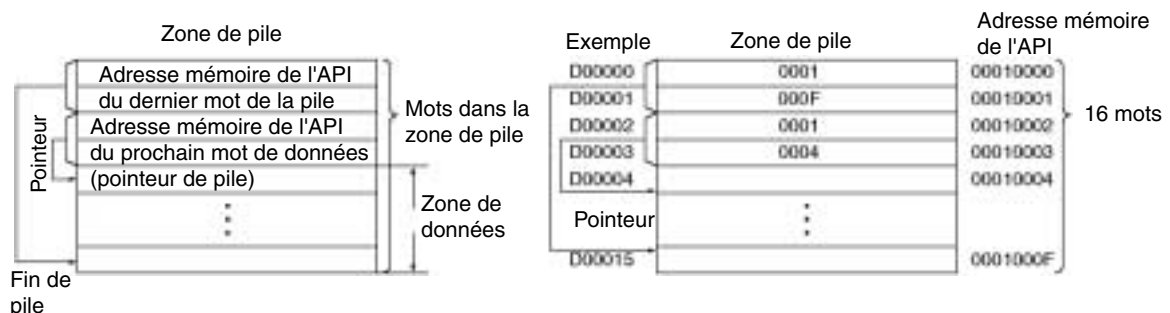 Zone de pile
Adresse mémoire de l'API
du dernier mot de la pile
Adresse mémoire de l'API
du prochain mot de données
(pointeur de pile)
Pointeur
Mots dans la
zone de pile
Zone de
données
Fin de
pile
Exemple
Zone de pile
Adresse mémoire
de l'API
D00000 0001 00010000
D00001 000F 00010001
D00002 0001 00010002
D00003 0004 00010003
D00004 00010004
Pointeur
D00015 0001000F
16 mots